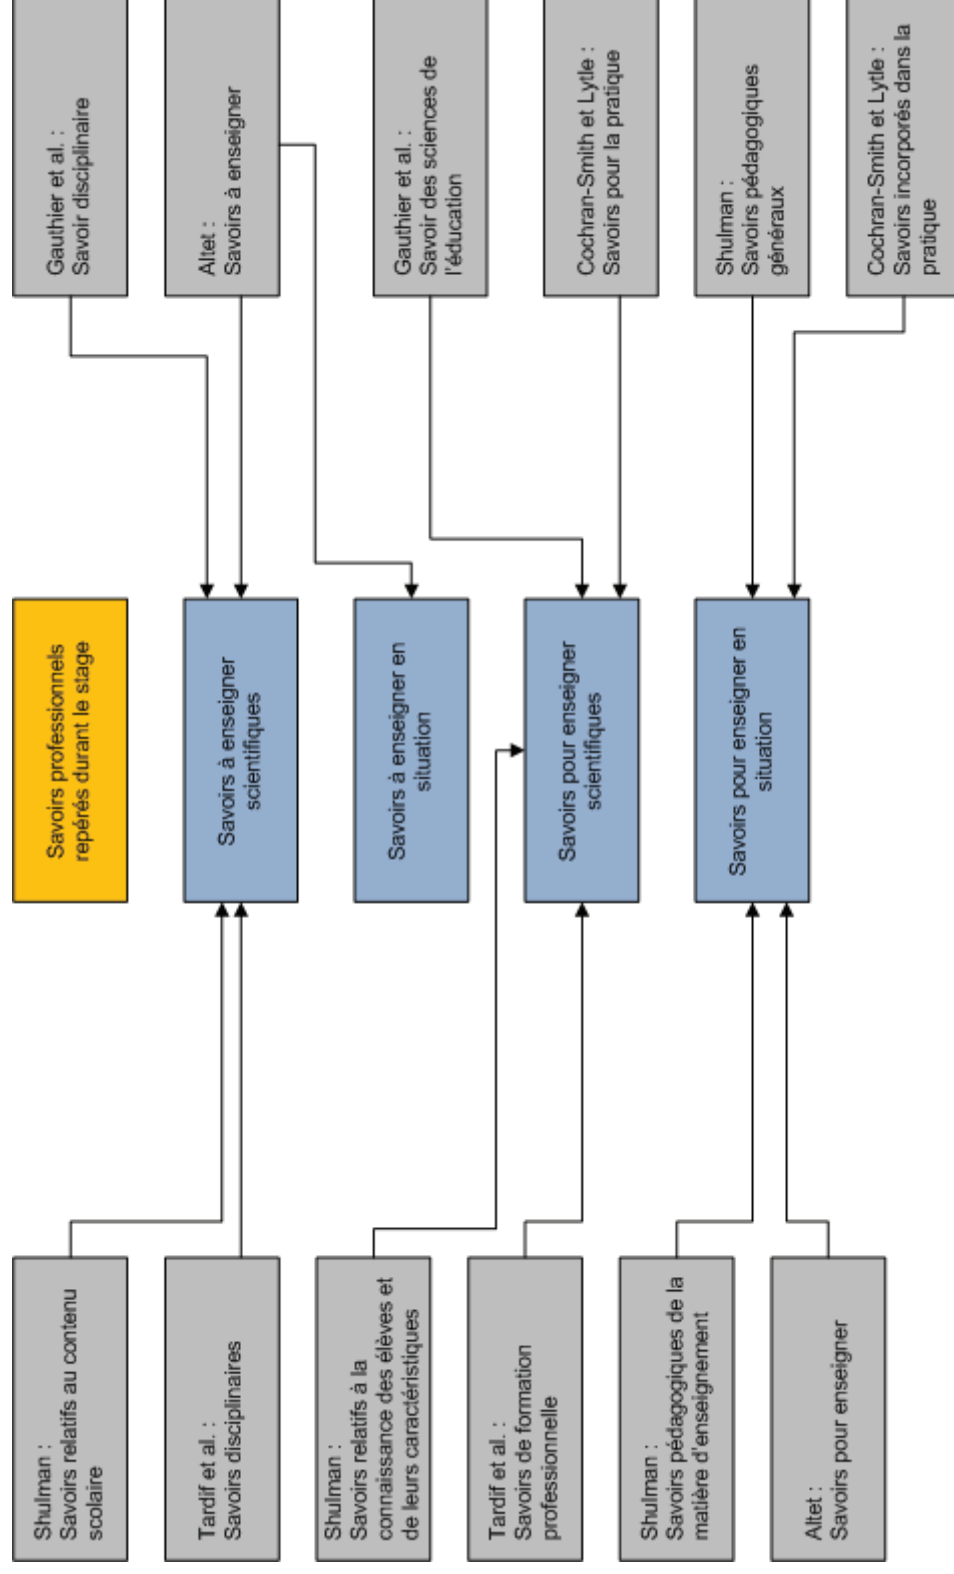 Shulman :
Savoirs relatifs au contenu
scolaire
Tardif et al. :
Savoirs disciplinaires
Shulman :
Savoirs relatifs à la
connaissance des élèves et
de leurs caractéristiques
Tardif et al. :
Savoirs de formation
professionnelle
Shulman :
Savoirs pédagogiques de la
matière d'enseignement
Altet :
Savoirs pour enseigner
Savoirs professionnels
repérés durant le stage
Savoirs à enseigner
scientifiques
Savoirs à enseigner en
situation
Savoirs pour enseigner
scientifiques
Savoirs pour enseigner en
situation
Gauthier et al. :
Savoir disciplinaire
Altet :
Savoirs à enseigner
Gauthier et al. :
Savoir des sciences de
l'éducation
Cochran-Smith et Lytle :
Savoirs pour la pratique
Shulman :
Savoirs pédagogiques
généraux
Cochran-Smith et Lytle :
Savoirs incorporés dans la
pratique